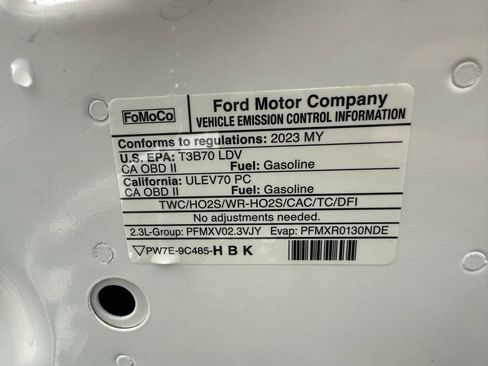 FoMoCo
Ford Motor Company
VEHICLE EMISSION CONTROL INFORMATION
Conforms to regulations: 2023 MY
U.S. EPA: T3B70 LDV
CA OBD II Fuel: Gasoline
California: ULEV70 PC
CA OBD II Fuel: Gasoline
TWC/HO2S/WR-HO2S/CAC/TC/DFI
No adjustments needed.
2.3L-Group: PFMXV02.3VJY Evap: PFMXR0130NDE
PW7E-9C485-HBK